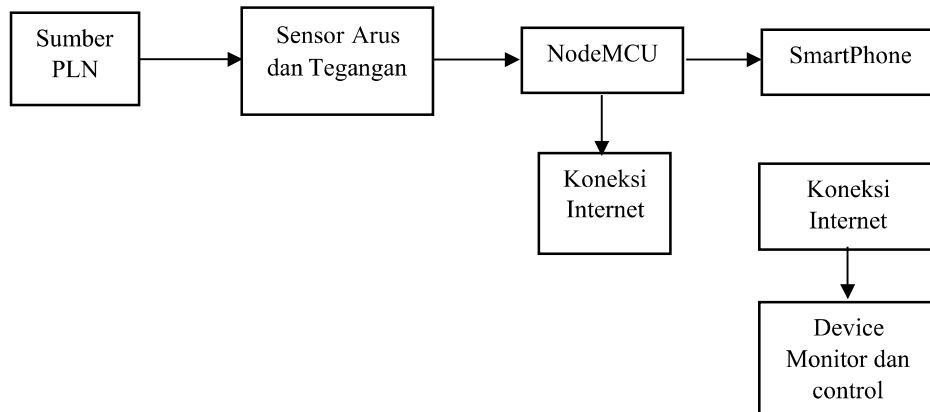 Sumber
PLN
Sensor Arus
dan Tegangan
NodeMCU
SmartPhone
Koneksi
Internet
Koneksi
Internet
Device
Monitor dan
control